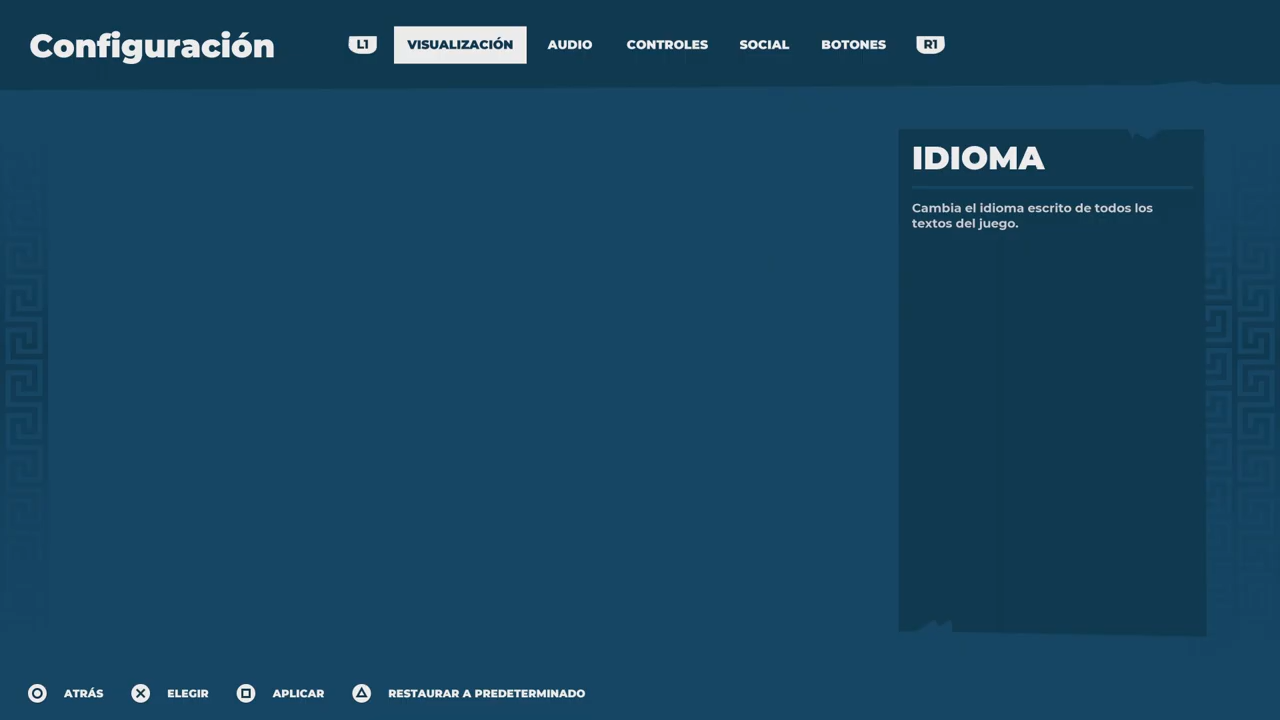 Configuración
L1 VISUALIZACIÓN AUDIO CONTROLES SOCIAL BOTONES R1
IDIOMA
Cambia el idioma escrito de todos los
textos del juego.
ATRÁS ELEGIR APLICAR RESTAURAR A PREDETERMINADO